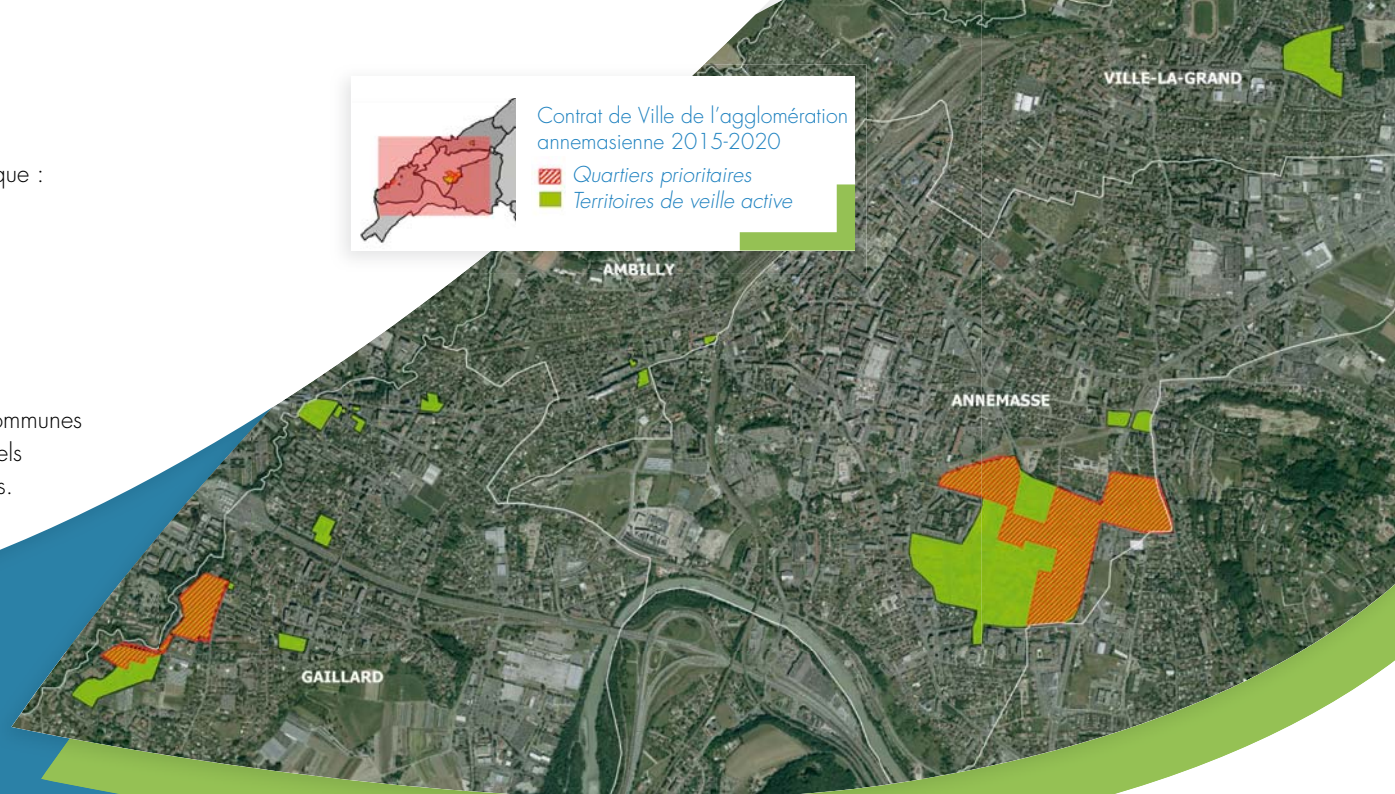 que :
ommunes
els
s.
Contrat de Ville de l'agglomération
annemasienne 2015-2020
Quartiers prioritaires
Territoires de veille active
VILLE-LA-GRAND
AMBILLY
ANNEMASSE
GAILLARD